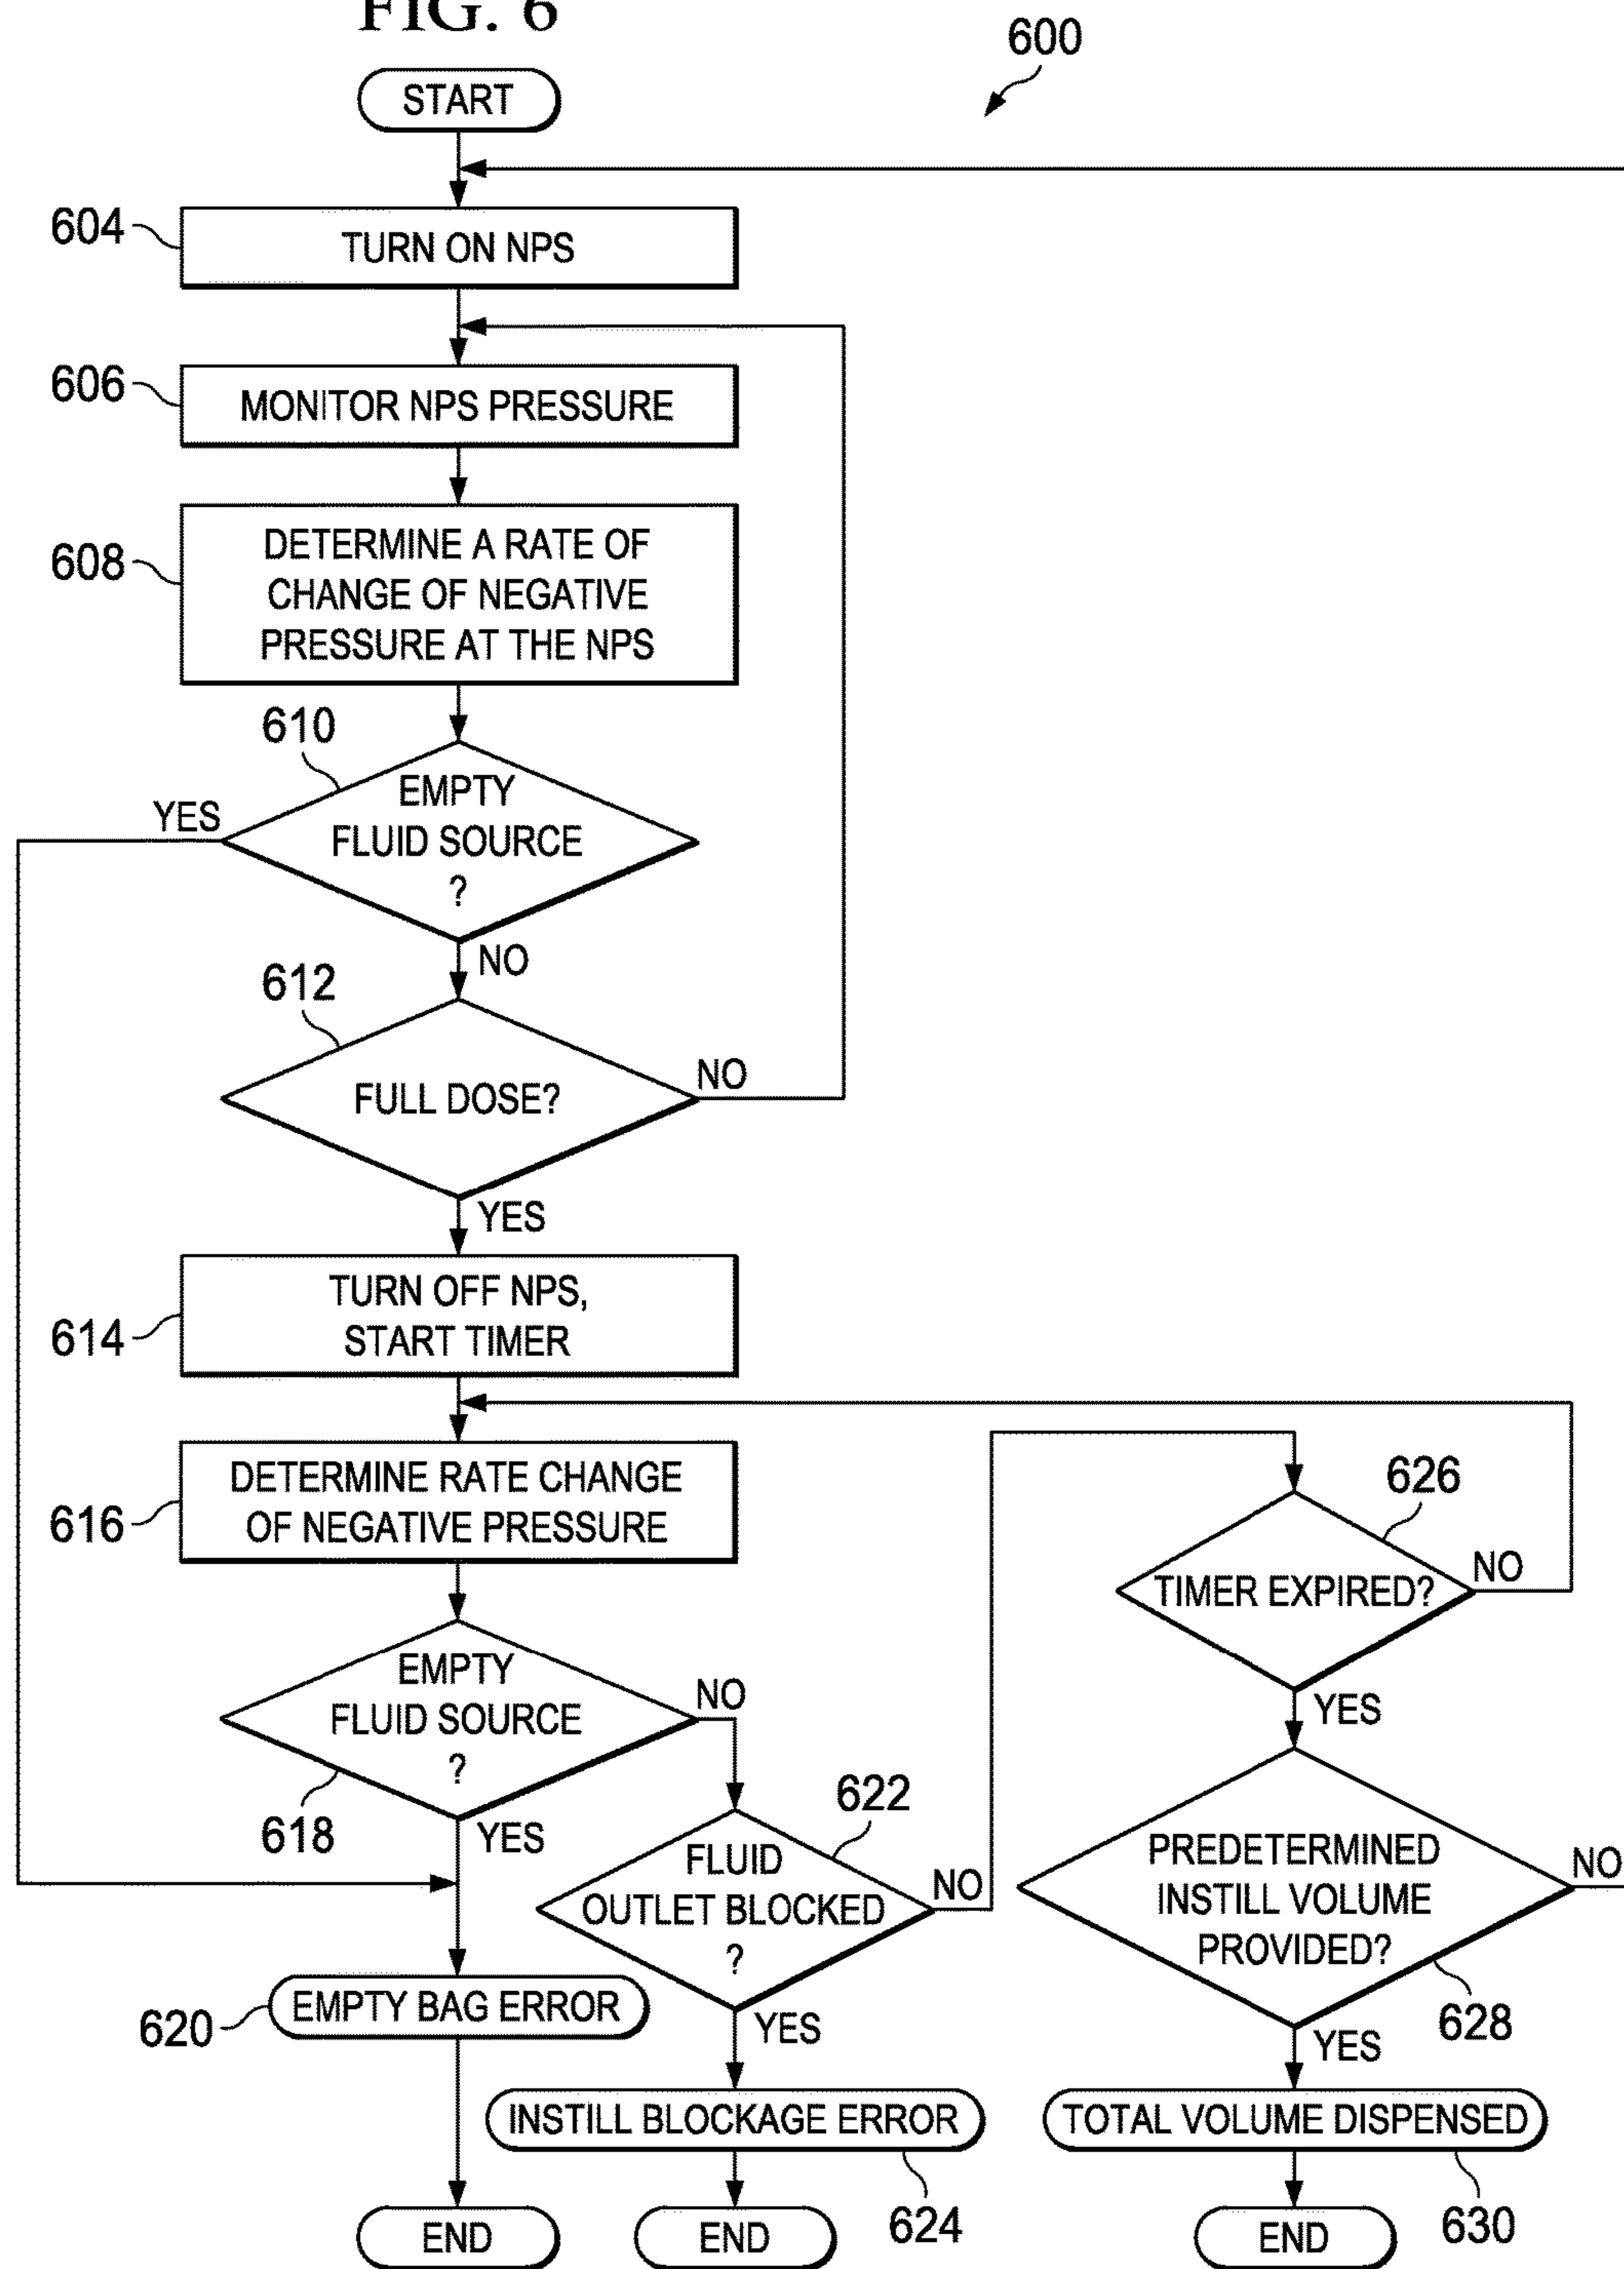 FIG. 6
600
START
604
TURN ON NPS
606
MONITOR NPS PRESSURE
608
DETERMINE A RATE OF
CHANGE OF NEGATIVE
PRESSURE AT THE NPS
610
YES
EMPTY
FLUID SOURCE
?
NO
612
FULL DOSE?
NO
YES
614
TURN OFF NPS,
START TIMER
616
DETERMINE RATE CHANGE
OF NEGATIVE PRESSURE
618
EMPTY
FLUID SOURCE
?
NO
YES
620
EMPTY BAG ERROR
END
622
FLUID
OUTLET BLOCKED
?
NO
YES
INSTILL BLOCKAGE ERROR
624
END
626
TIMER EXPIRED?
NO
YES
PREDETERMINED
INSTILL VOLUME
PROVIDED?
NO
628
YES
TOTAL VOLUME DISPENSED
630
END